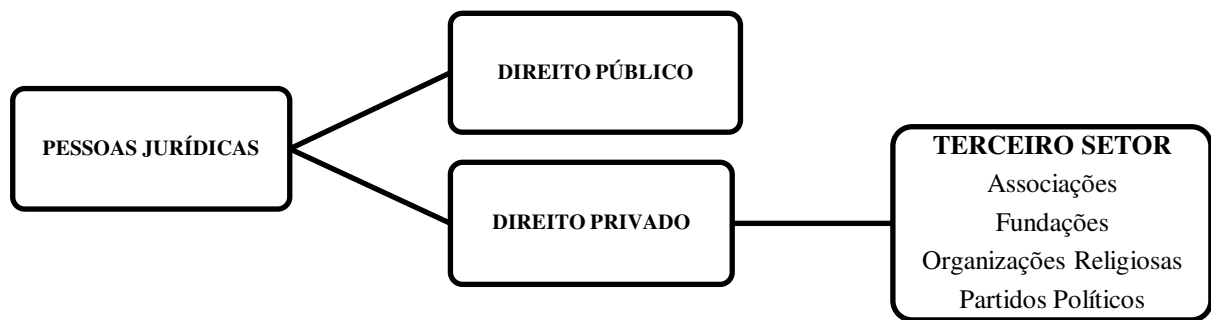 PESSOAS JURÍDICAS
DIREITO PÚBLICO
DIREITO PRIVADO
TERCEIRO SETOR
Associações
Fundações
Organizações Religiosas
Partidos Políticos